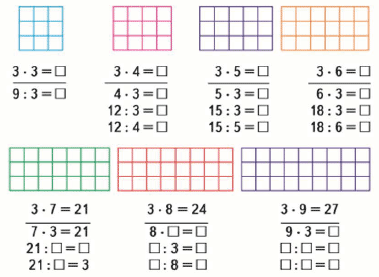 3 · 3 = □
9 : 3 = □
3 · 4 = □
4 · 3 = □
12 : 3 = □
12 : 4 = □
3 · 5 = □
5 · 3 = □
15 : 3 = □
15 : 5 = □
3 · 6 = □
6 · 3 = □
18 : 3 = □
18 : 6 = □
3 · 7 = 21
7 · 3 = 21
21 : □ = □
21 : □ = 3
3 · 8 = 24
8 · □ = □
□ : 3 = □
□ : 8 = □
3 · 9 = 27
9 · 3 = □
□ : □ = □
□ : □ = □